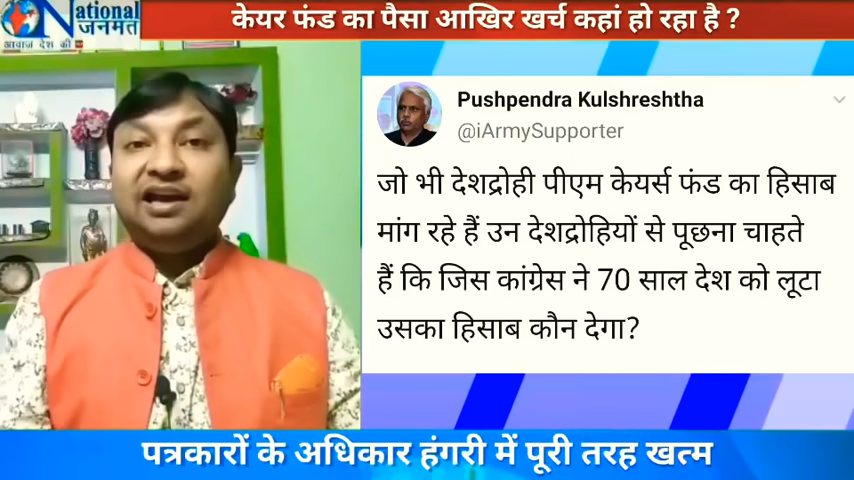 National
जनमत
आवाज़ देश की
केयर फंड का पैसा आखिर खर्च कहां हो रहा है ?
Pushpendra Kulshreshtha
@iArmySupporter
जो भी देशद्रोही पीएम केयर्स फंड का हिसाब
मांग रहे हैं उन देशद्रोहियों से पूछना चाहते
हैं कि जिस कांग्रेस ने 70 साल देश को लूटा
उसका हिसाब कौन देगा?
पत्रकारों के अधिकार हंगरी में पूरी तरह खत्म